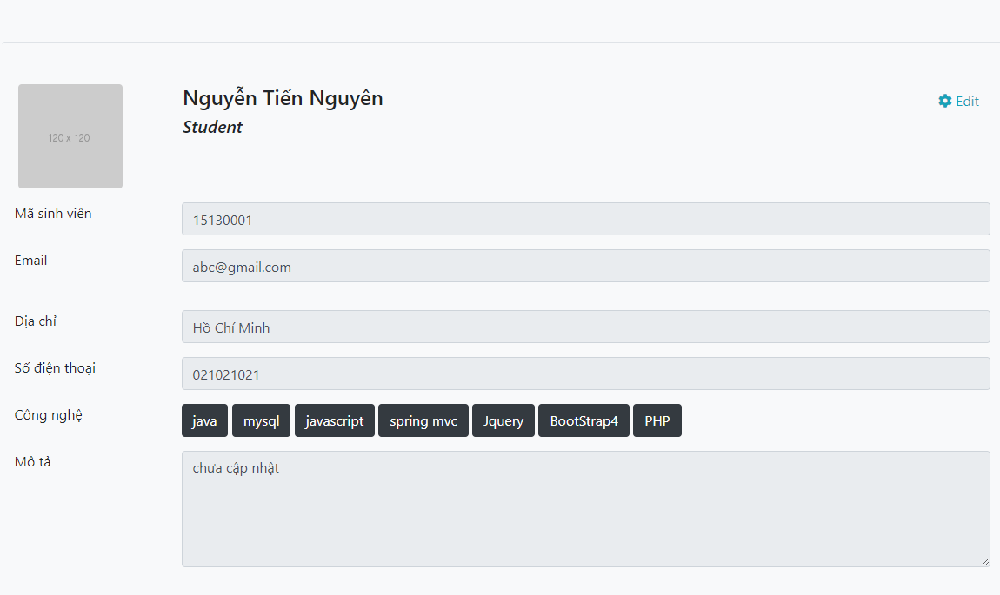 Nguyễn Tiến Nguyên
Edit
Student
120 x 120
Mã sinh viên
15130001
Email
abc@gmail.com
Địa chỉ
Hồ Chí Minh
Số điện thoại
021021021
Công nghệ
java mysql javascript spring mvc Jquery BootStrap4 PHP
Mô tả
chưa cập nhật